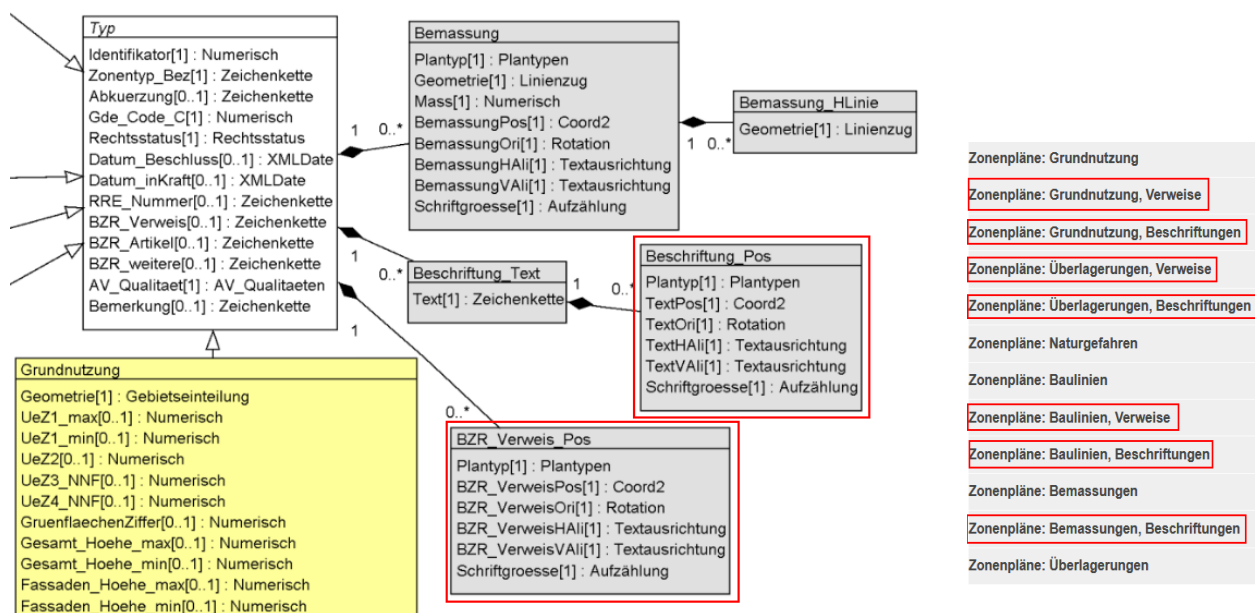 Typ
Identifikator[1] : Numerisch
Zonentyp_Bez[1] : Zeichenkette
Abkuerzung[0..1] : Zeichenkette
Gde_Code_C[1] : Numerisch
Rechtsstatus[1] : Rechtsstatus
Datum_Beschluss[0..1] : XMLDate
Datum_inKraft[0..1] : XMLDate
RRE_Nummer[0..1] : Zeichenkette
BZR_Verweis[0..1] : Zeichenkette
BZR_Artikel[0..1] : Zeichenkette
BZR_weitere[0..1] : Zeichenkette
AV_Qualitaet[1] : AV_Qualitaeten
Bemerkung[0..1] : Zeichenkette
1
0..*
1
0..*
1
0..*
Bemassung
Plantyp[1] : Plantypen
Geometrie[1] : Linienzug
Mass[1] : Numerisch
BemassungPos[1] : Coord2
BemassungOri[1] : Rotation
BemassungHAli[1] : Textausrichtung
BemassungVAli[1] : Textausrichtung
Schriftgroesse[1] : Aufzählung
1 0..*
Bemassung_HLinie
Geometrie[1] : Linienzug
Beschriftung_Text
Text[1] : Zeichenkette
1
0..*
Beschriftung_Pos
Plantyp[1] : Plantypen
TextPos[1] : Coord2
TextOri[1] : Rotation
TextHAli[1] : Textausrichtung
TextVAli[1] : Textausrichtung
Schriftgroesse[1] : Aufzählung
Grundnutzung
Geometrie[1] : Gebietseinteilung
UeZ1_max[0..1] : Numerisch
UeZ1_min[0..1] : Numerisch
UeZ2[0..1] : Numerisch
UeZ3_NNF[0..1] : Numerisch
UeZ4_NNF[0..1] : Numerisch
GruenflaechenZiffer[0..1] : Numerisch
Gesamt_Hoehe_max[0..1] : Numerisch
Gesamt_Hoehe_min[0..1] : Numerisch
Fassaden_Hoehe_max[0..1] : Numerisch
Fassaden_Hoehe_min[0..1] : Numerisch
BZR_Verweis_Pos
Plantyp[1] : Plantypen
BZR_VerweisPos[1] : Coord2
BZR_VerweisOri[1] : Rotation
BZR_VerweisHAli[1] : Textausrichtung
BZR_VerweisVAli[1] : Textausrichtung
Schriftgroesse[1] : Aufzählung
Zonenpläne: Grundnutzung
Zonenpläne: Grundnutzung, Verweise
Zonenpläne: Grundnutzung, Beschriftungen
Zonenpläne: Überlagerungen, Verweise
Zonenpläne: Überlagerungen, Beschriftungen
Zonenpläne: Naturgefahren
Zonenpläne: Baulinien
Zonenpläne: Baulinien, Verweise
Zonenpläne: Baulinien, Beschriftungen
Zonenpläne: Bemassungen
Zonenpläne: Bemassungen, Beschriftungen
Zonenpläne: Überlagerungen